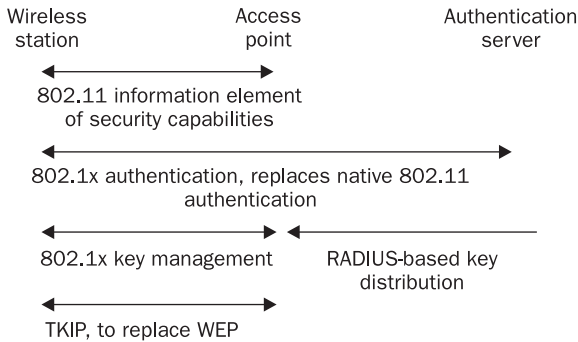 Wireless station
Access point
Authentication server
802.11 information element
of security capabilities
802.1x authentication, replaces native 802.11
authentication
802.1x key management
RADIUS-based key
distribution
TKIP, to replace WEP